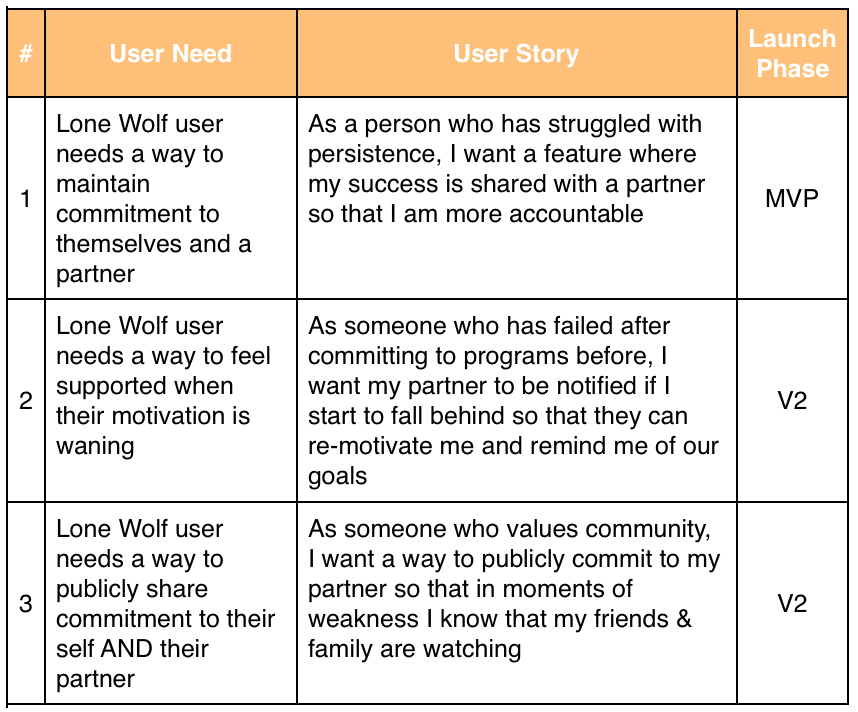 #
User Need
User Story
Launch
Phase
1
Lone Wolf user
needs a way to
maintain
commitment to
themselves and a
partner
As a person who has struggled with
persistence, I want a feature where
my success is shared with a partner
so that I am more accountable
MVP
2
Lone Wolf user
needs a way to feel
supported when
their motivation is
waning
As someone who has failed after
committing to programs before, I
want my partner to be notified if I
start to fall behind so that they can
re-motivate me and remind me of our
goals
V2
3
Lone Wolf user
needs a way to
publicly share
commitment to their
self AND their
partner
As someone who values community,
I want a way to publicly commit to my
partner so that in moments of
weakness I know that my friends &
family are watching
V2